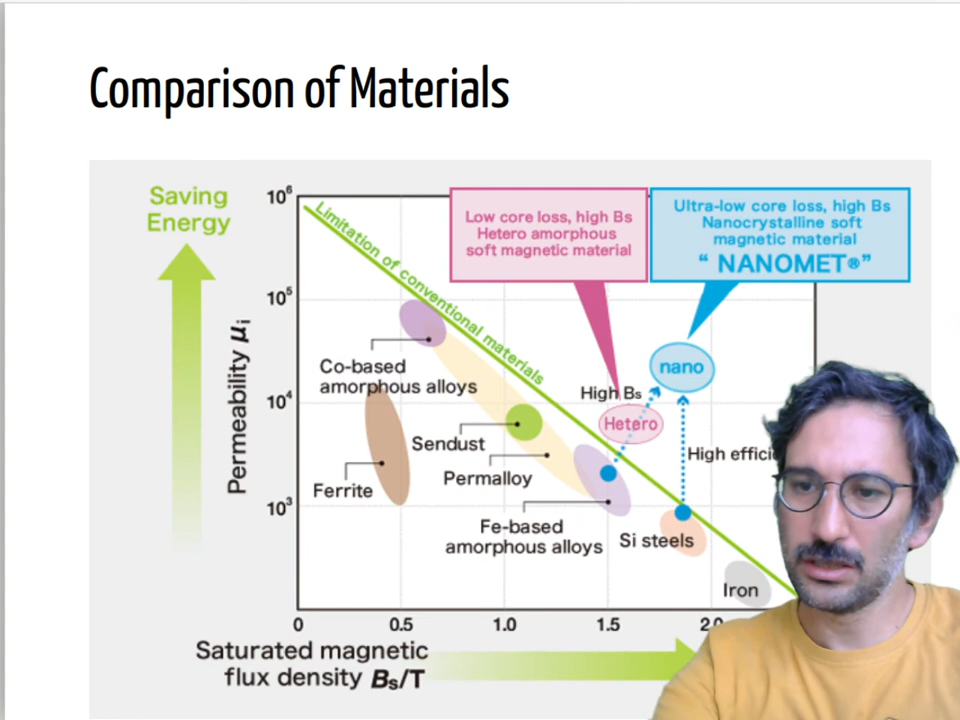 Comparison of Materials
Saving
Energy
Permeability μi
10⁶
10⁵
10⁴
10³
Limitation of conventional materials
Low core loss, high Bs
Hetero amorphous
soft magnetic material
Ultra-low core loss, high Bs
Nanocrystalline soft
magnetic material
“ NANOMET®”
Co-based
amorphous alloys
nano
High Bs
Hetero
Sendust
High
Permalloy
Ferrite
Fe-based
amorphous alloys
Si steels
Iron
0
0.5
1.0
1.5
Saturated magnetic
flux density Bs/T